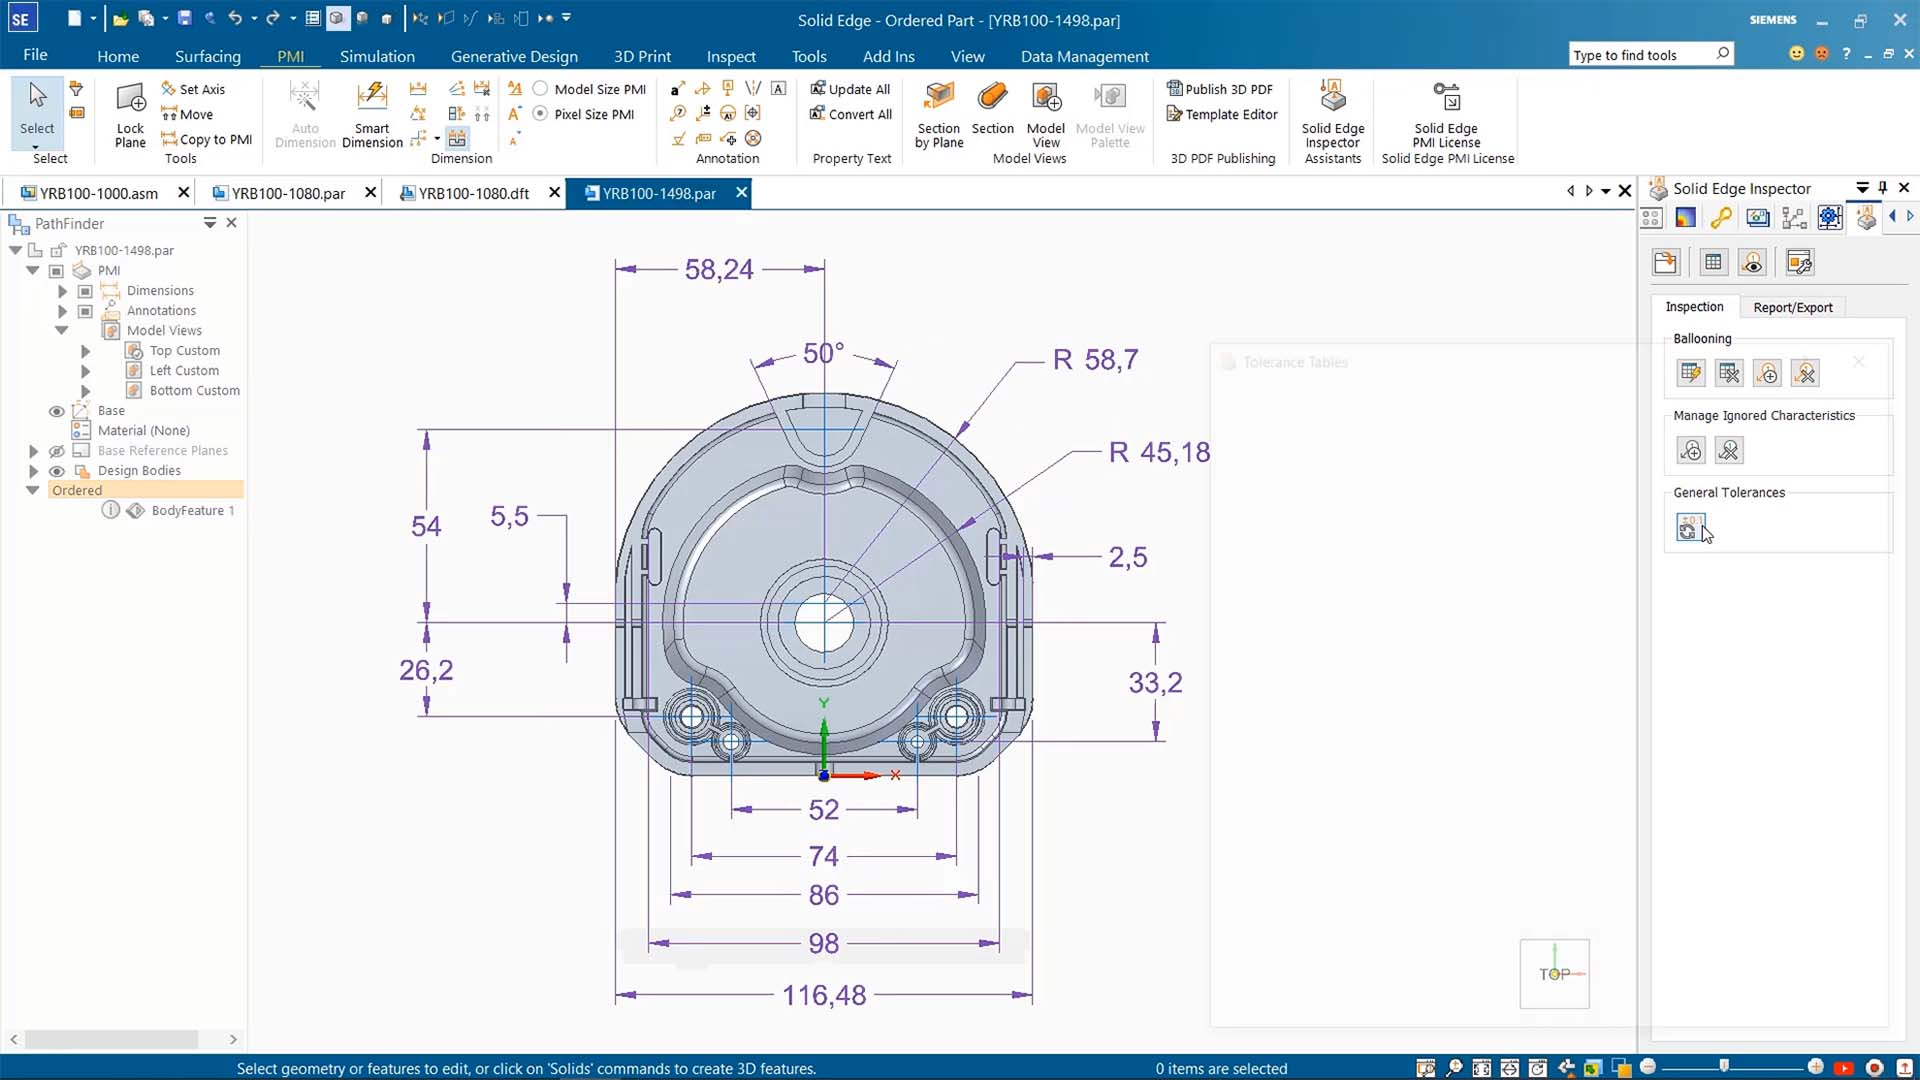 SE
Solid Edge - Ordered Part - [YRB100-1498.par]
SIEMENS
File
Home
Surfacing
PMI
Simulation
Generative Design
3D Print
Inspect
Tools
Add Ins
View
Data Management
Type to find tools
Select
Select
Lock Plane
Set Axis
Move
Copy to PMI
Tools
Auto Dimension
Smart Dimension
Model Size PMI
Pixel Size PMI
Dimension
Annotation
Update All
Convert All
Property Text
Section by Plane
Section
Model View
Model View Palette
Model Views
Publish 3D PDF
Template Editor
3D PDF Publishing
Solid Edge Inspector
Assistants
Solid Edge PMI License
Solid Edge PMI License
YRB100-1000.asm
YRB100-1080.par
YRB100-1080.dft
YRB100-1498.par
PathFinder
YRB100-1498.par
PMI
Dimensions
Annotations
Model Views
Top Custom
Left Custom
Bottom Custom
Base
Material (None)
Base Reference Planes
Design Bodies
Ordered
BodyFeature 1
58,24
50°
R 58,7
R 45,18
54
5,5
2,5
26,2
33,2
Y
X
52
74
86
98
116,48
TOP
Tolerance Tables
Solid Edge Inspector
Inspection
Report/Export
Ballooning
Manage Ignored Characteristics
General Tolerances
Select geometry or features to edit, or click on 'Solids' commands to create 3D features.
0 items are selected